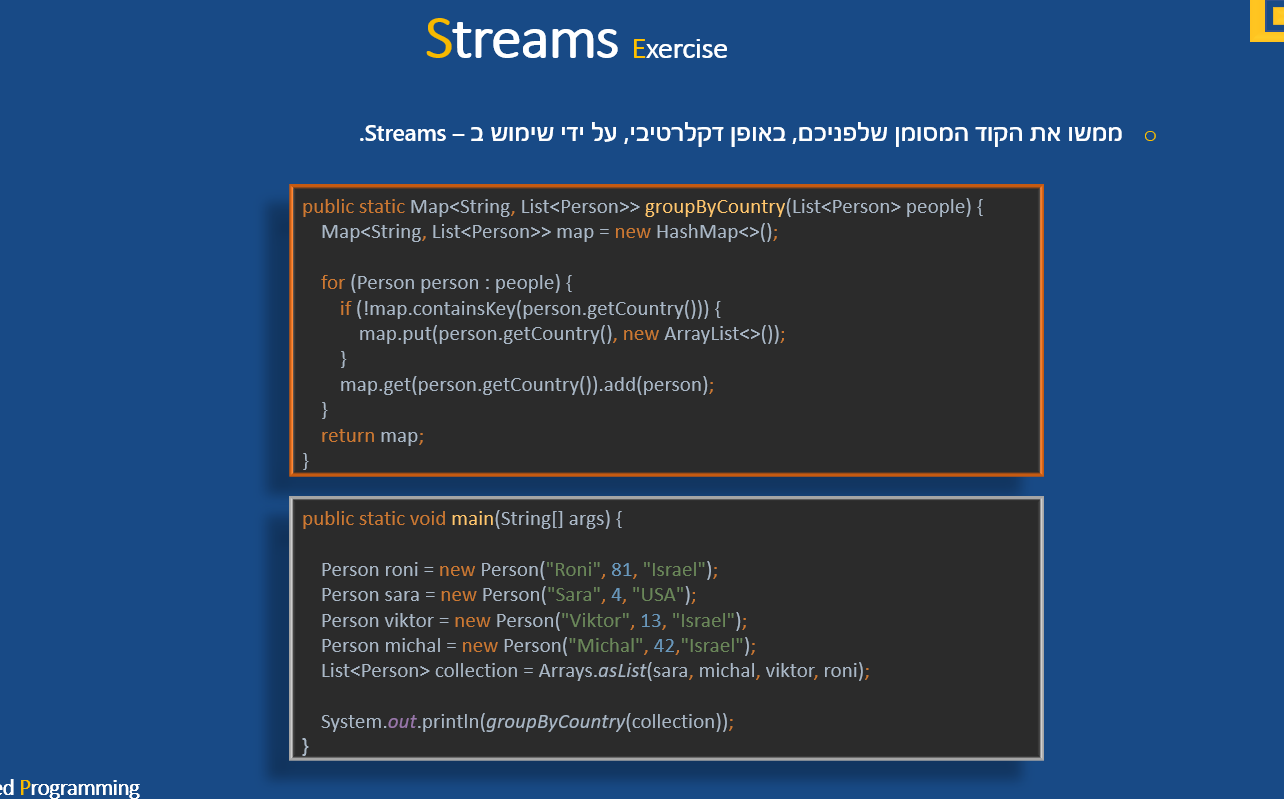 Streams Exercise
ממשו את הקוד המסומן שלפניכם, באופן דקלרטיבי, על ידי שימוש ב – Streams.
public static Map<String, List<Person>> groupByCountry(List<Person> people) {
Map<String, List<Person>> map = new HashMap<>();
for (Person person : people) {
if (!map.containsKey(person.getCountry())) {
map.put(person.getCountry(), new ArrayList<>());
}
map.get(person.getCountry()).add(person);
}
return map;
}
public static void main(String[] args) {
Person roni = new Person("Roni", 81, "Israel");
Person sara = new Person("Sara", 4, "USA");
Person viktor = new Person("Viktor", 13, "Israel");
Person michal = new Person("Michal", 42,"Israel");
List<Person> collection = Arrays.asList(sara, michal, viktor, roni);
System.out.println(groupByCountry(collection));
}
ed Programming